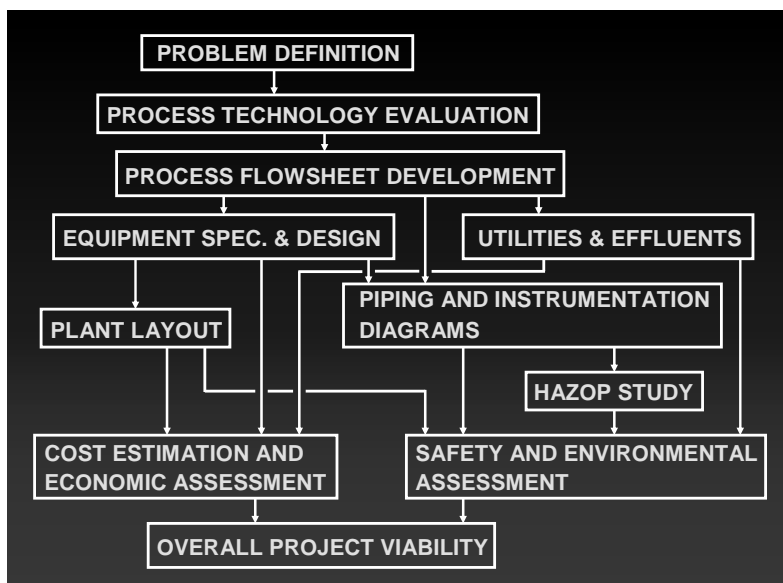 PROBLEM DEFINITION
PROCESS TECHNOLOGY EVALUATION
PROCESS FLOWSHEET DEVELOPMENT
EQUIPMENT SPEC. & DESIGN
UTILITIES & EFFLUENTS
PIPING AND INSTRUMENTATION
DIAGRAMS
PLANT LAYOUT
HAZOP STUDY
COST ESTIMATION AND
ECONOMIC ASSESSMENT
SAFETY AND ENVIRONMENTAL
ASSESSMENT
OVERALL PROJECT VIABILITY